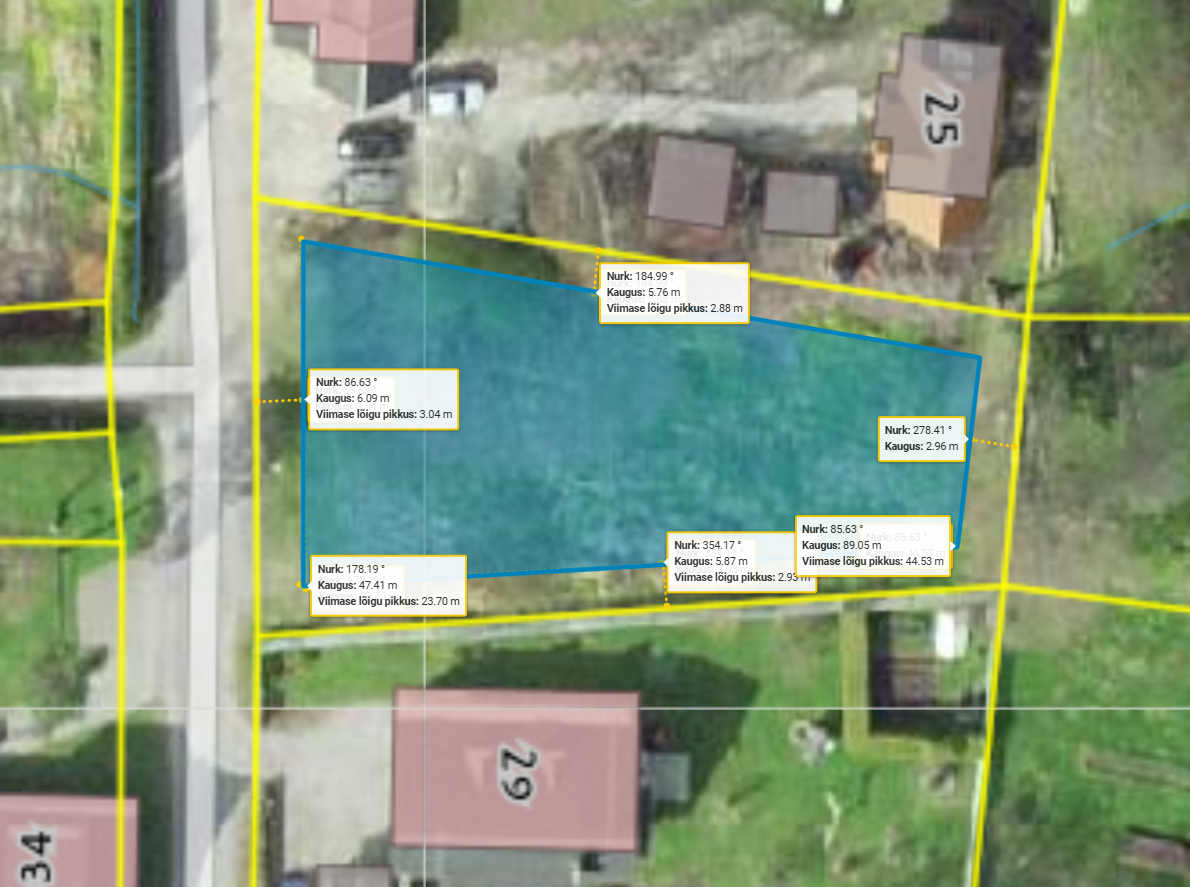 25
Nurk: 184.99 °
Kaugus: 5.76 m
Viimase lõigu pikkus: 2.88 m
Nurk: 86.63 °
Kaugus: 6.09 m
Viimase lõigu pikkus: 3.04 m
Nurk: 278.41 °
Kaugus: 2.96 m
Nurk: 85.63 °
Kaugus: 89.05 m
Viimase lõigu pikkus: 44.53 m
Nurk: 354.17 °
Kaugus: 5.87 m
Viimase lõigu pikkus: 2.93 m
Nurk: 178.19 °
Kaugus: 47.41 m
Viimase lõigu pikkus: 23.70 m
29
34